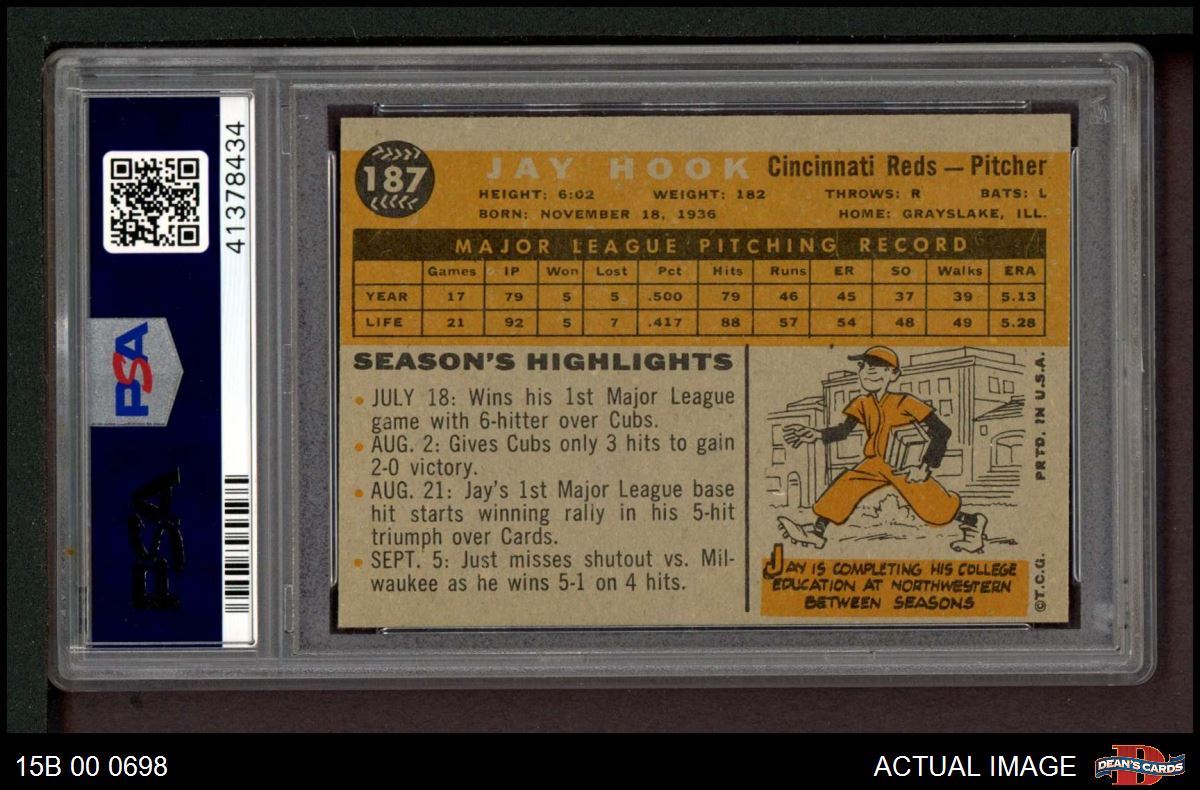 41378434
PSA
PSA
187
JAY HOOK Cincinnati Reds — Pitcher
HEIGHT: 6:02 WEIGHT: 182 THROWS: R BATS: L
BORN: NOVEMBER 18, 1936 HOME: GRAYSLAKE, ILL.
MAJOR LEAGUE PITCHING RECORD
Games IP Won Lost Pct Hits Runs ER SO Walks ERA
YEAR 17 79 5 5 .500 79 46 45 37 39 5.13
LIFE 21 92 5 7 .417 88 57 54 48 49 5.28
SEASON'S HIGHLIGHTS
• JULY 18: Wins his 1st Major League
game with 6-hitter over Cubs.
• AUG. 2: Gives Cubs only 3 hits to gain
2-0 victory.
• AUG. 21: Jay's 1st Major League base
hit starts winning rally in his 5-hit
triumph over Cards.
• SEPT. 5: Just misses shutout vs. Mil-
waukee as he wins 5-1 on 4 hits.
JAY IS COMPLETING HIS COLLEGE
EDUCATION AT NORTHWESTERN
BETWEEN SEASONS
©T.C.G. PRTD. IN U.S.A.
15B 00 0698
ACTUAL IMAGE
D
DEAN'S CARDS